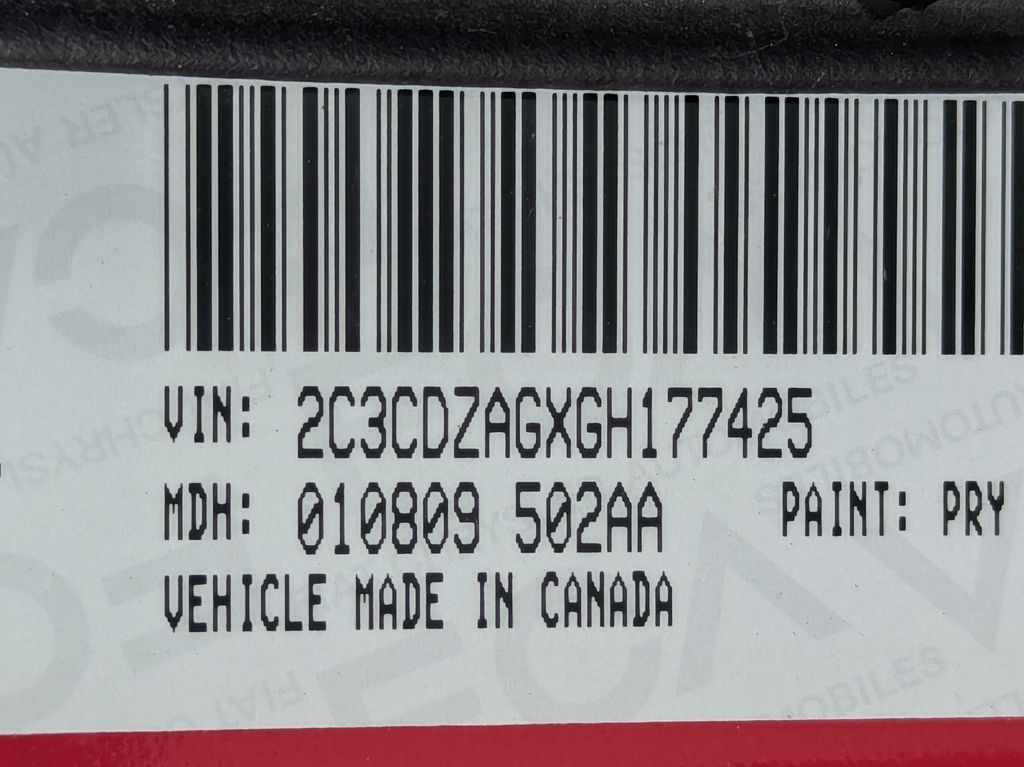 VIN: 2C3CDZAGXGH177425
MDH: 010809 502AA PAINT: PRY
VEHICLE MADE IN CANADA